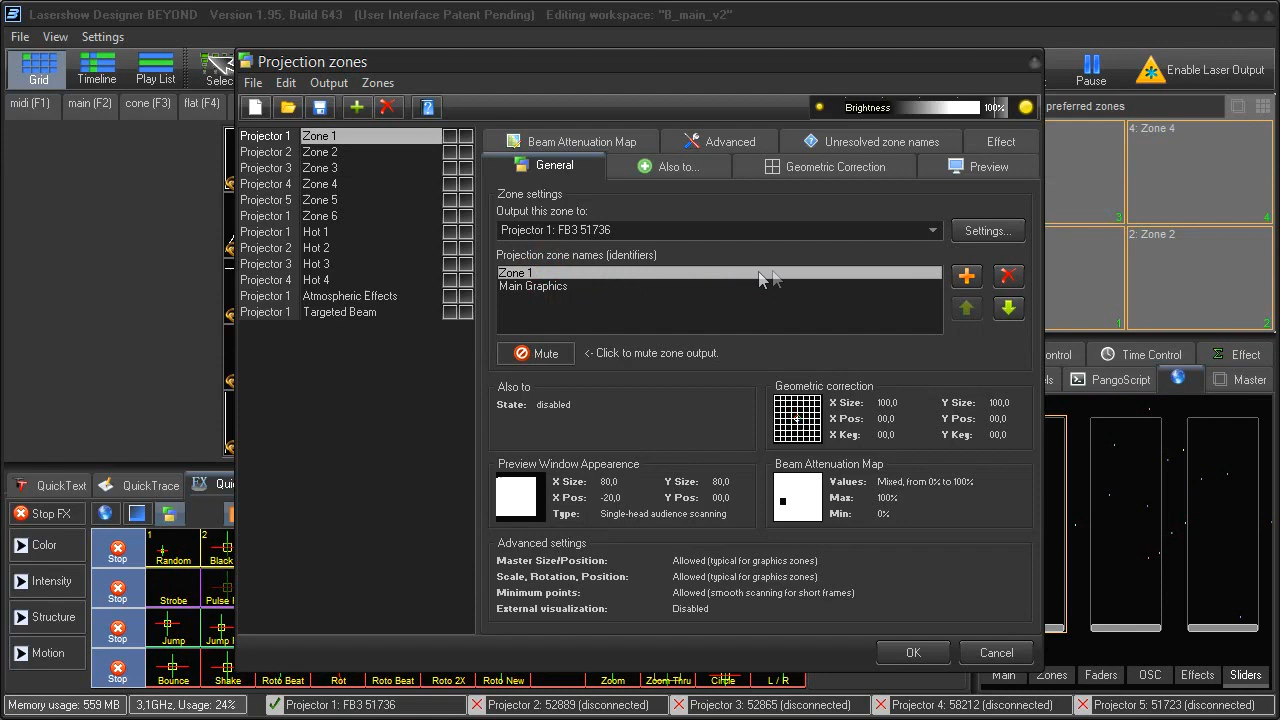 Lasershow Designer BEYOND Version 1.95, Build 643 (User Interface Patent Pending) Editing workspace: "B_main_v2"
File View Settings
Grid Timeline Play List Selec Pause Enable Laser Output
midi (F1) main (F2) cone (F3) flat (F4)
preferred zones
Projection zones
File Edit Output Zones
Brightness 100%
Projector 1 Zone 1
Projector 2 Zone 2
Projector 3 Zone 3
Projector 4 Zone 4
Projector 5 Zone 5
Projector 1 Zone 6
Projector 1 Hot 1
Projector 2 Hot 2
Projector 3 Hot 3
Projector 4 Hot 4
Projector 1 Atmospheric Effects
Projector 1 Targeted Beam
Beam Attenuation Map Advanced Unresolved zone names Effect
General Also to... Geometric Correction Preview
Zone settings
Output this zone to:
Projector 1: FB3 51736 Settings...
Projection zone names (identifiers)
Zone 1
Main Graphics
Mute <- Click to mute zone output.
Also to
State: disabled
Geometric correction
X Size: 100,0 Y Size: 100,0
X Pos: 00,0 Y Pos: 00,0
X Key: 00,0 Y Key: 00,0
Preview Window Appearence
X Size: 80,0 Y Size: 80,0
X Pos: -20,0 Y Pos: 00,0
Type: Single-head audience scanning
Beam Attenuation Map
Values: Mixed, from 0% to 100%
Max: 100%
Min: 0%
Advanced settings
Master Size/Position: Allowed (typical for graphics zones)
Scale, Rotation, Position: Allowed (typical for graphics zones)
Minimum points: Allowed (smooth scanning for short frames)
External visualization: Disabled
OK Cancel
4: Zone 4
3 4
2: Zone 2
1 2
ontrol Time Control Effect
els PangoScript Master
QuickText QuickTrace FX Qui
Stop FX
Color Stop 1 Random 2 Black
Intensity Stop Strobe Pulse
Structure Stop Jump Jump
Motion Stop Bounce Shake Roto Beat Rot Roto Beat Roto 2X Roto New Zoom Zoom Thru Circle L / R
Main Zones Faders OSC Effects Sliders
Memory usage: 559 MB 3,1GHz. Usage: 24% Projector 1: FB3 51736 Projector 2: 52889 (disconnected) Projector 3: 52865 (disconnected) Projector 4: 58212 (disconnected) Projector 5: 51723 (disconnected)